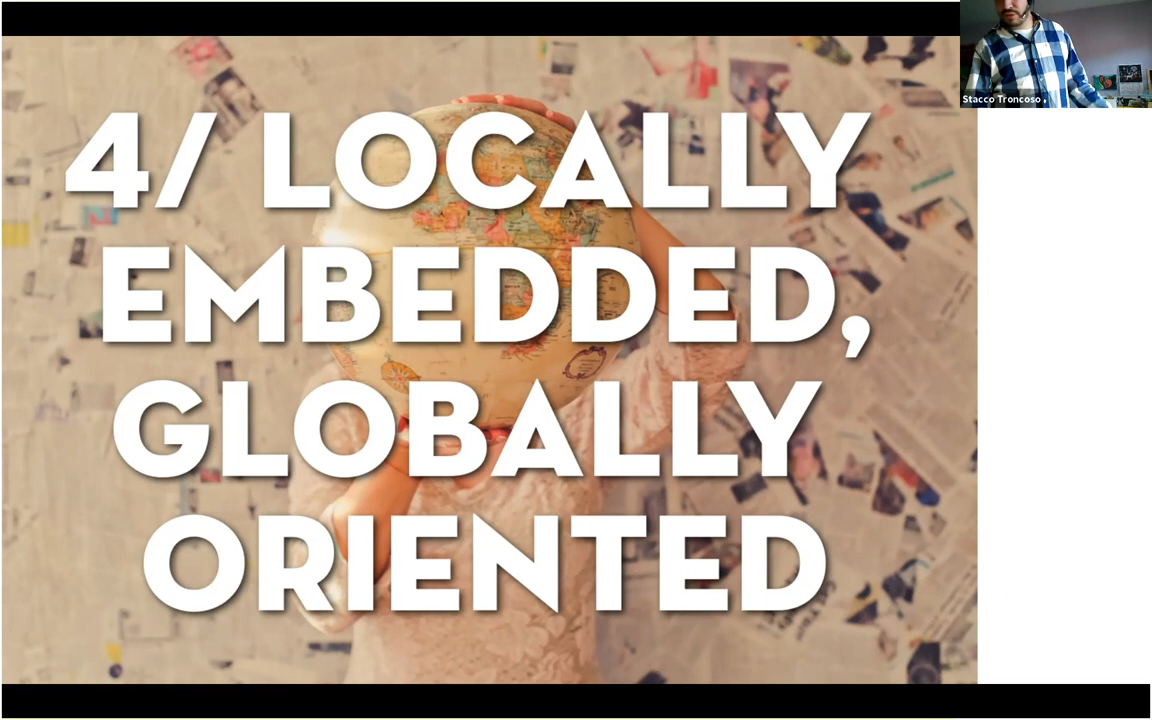 4/ LOCALLY
EMBEDDED,
GLOBALLY
ORIENTED
Stacco Troncoso